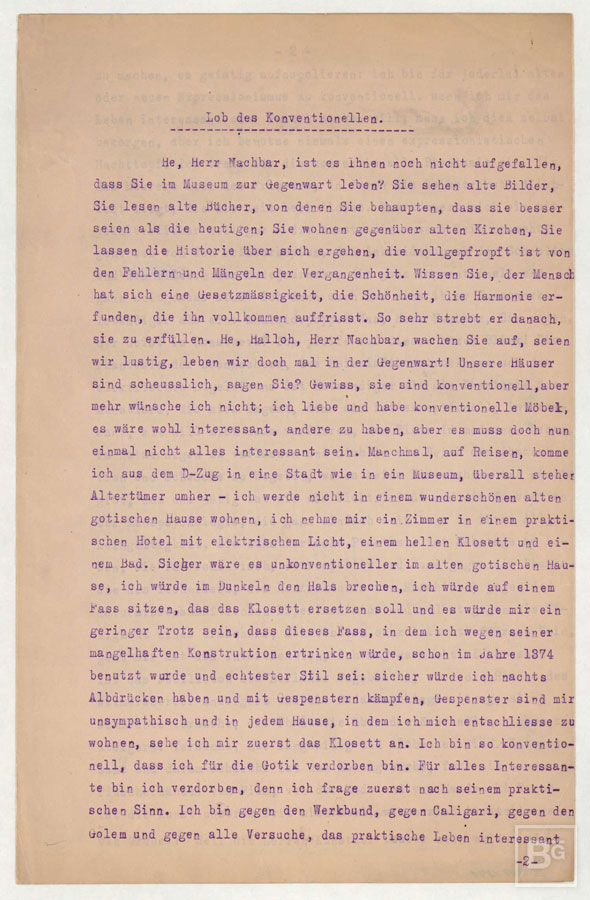 Lob des Konventionellen.
He, Herr Nachbar, ist es Ihnen noch nicht aufgefallen,
dass Sie im Museum zur Gegenwart leben? Sie sehen alte Bilder,
Sie lesen alte Bücher, von denen Sie behaupten, dass sie besser
seien als die heutigen; Sie wohnen gegenüber alten Kirchen, Sie
lassen die Historie über sich ergehen, die vollgepfropft ist von
den Fehlern und Mängeln der Vergangenheit. Wissen Sie, der Mensch
hat sich eine Gesetzmässigkeit, die Schönheit, die Harmonie er-
funden, die ihn vollkommen auffrisst. So sehr strebt er danach,
sie zu erfüllen. He, Halloh, Herr Nachbar, wachen Sie auf, seien
wir lustig, leben wir doch mal in der Gegenwart! Unsere Häuser
sind scheusslich, sagen Sie? Gewiss, sie sind konventionell,aber
mehr wünsche ich nicht; ich liebe und habe konventionelle Möbel,
es wäre wohl interessant, andere zu haben, aber es muss doch nun
einmal nicht alles interessant sein. Manchmal, auf Reisen, komme
ich aus dem D-Zug in eine Stadt wie in ein Museum, überall stehen
Altertümer umher - ich werde nicht in einem wunderschönen alten
gotischen Hause wohnen, ich nehme mir ein Zimmer in einem prakti-
schen Hotel mit elektrischem Licht, einem hellen Klosett und ei-
nem Bad. Sicher wäre es unkonventioneller im alten gotischen Hau-
se, ich würde im Dunkeln den Hals brechen, ich würde auf einem
Fass sitzen, das das Klosett ersetzen soll und es würde mir ein
geringer Trotz sein, dass dieses Fass, in dem ich wegen seiner
mangelhaften Konstruktion ertrinken würde, schon im Jahre 1374
benutzt wurde und echtester Stil sei: sicher würde ich nachts
Albdrücken haben und mit Gespenstern kämpfen, Gespenster sind mir
unsympathisch und in jedem Hause, in dem ich mich entschliesse zu
wohnen, sehe ich mir zuerst das Klosett an. Ich bin so konventio-
nell, dass ich für die Gotik verdorben bin. Für alles Interessan-
te bin ich verdorben, denn ich frage zuerst nach seinem prakti-
schen Sinn. Ich bin gegen den Werkbund, gegen Caligari, gegen den
Golem und gegen alle Versuche, das praktische Leben interessant
-2-
BG